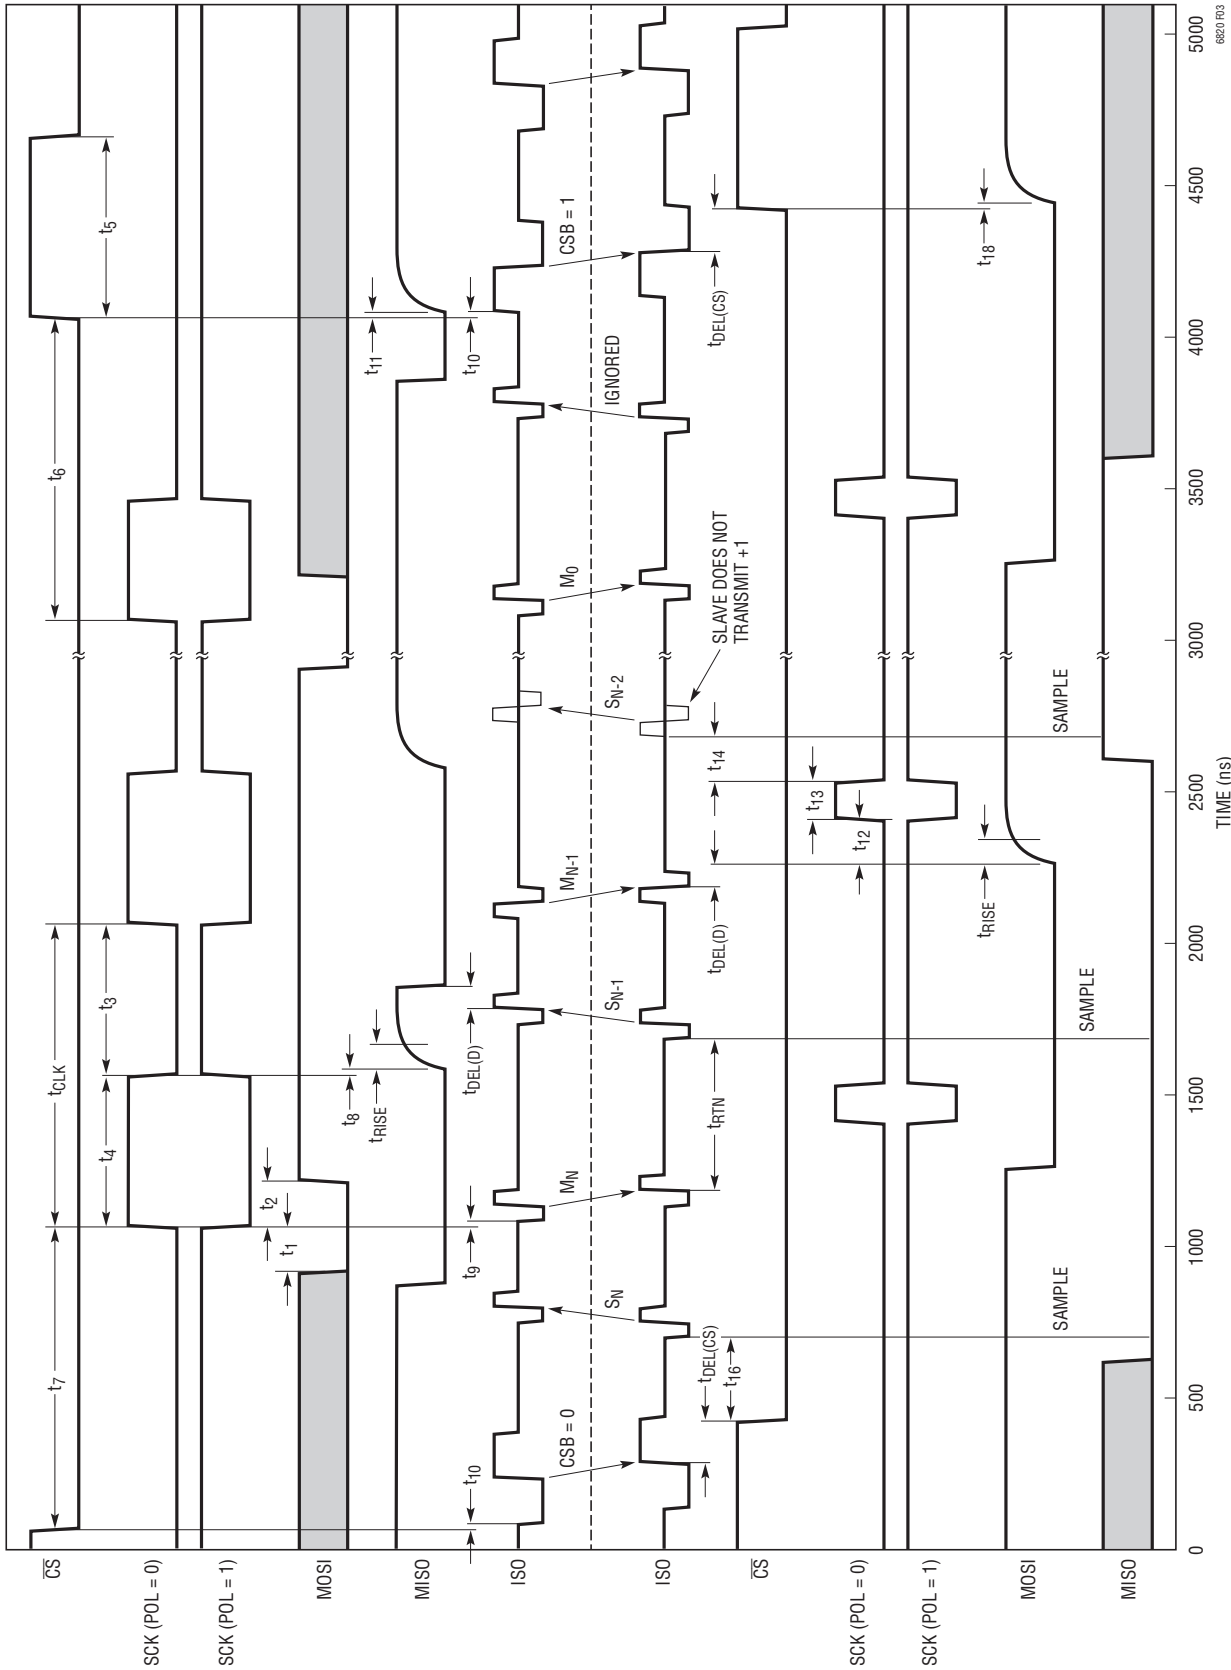 CS
t5
t6
tCLK
t3
t4
t7
SCK (POL = 0)
SCK (POL = 1)
t2
t1
MOSI
t11
t8
tRISE
MISO
t10
tDEL(D)
t9
t10
ISO
CSB = 0
SN
MN
SN-1
MN-1
SN-2
M0
IGNORED
CSB = 1
ISO
SLAVE DOES NOT
TRANSMIT +1
tDEL(CS)
t16
tRTN
tDEL(D)
t14
tDEL(CS)
CS
t13
t12
SCK (POL = 0)
SCK (POL = 1)
tRISE
t18
MOSI
SAMPLE
SAMPLE
SAMPLE
MISO
0
500
1000
1500
2000
2500
3000
3500
4000
4500
5000
TIME (ns)
6820 F03